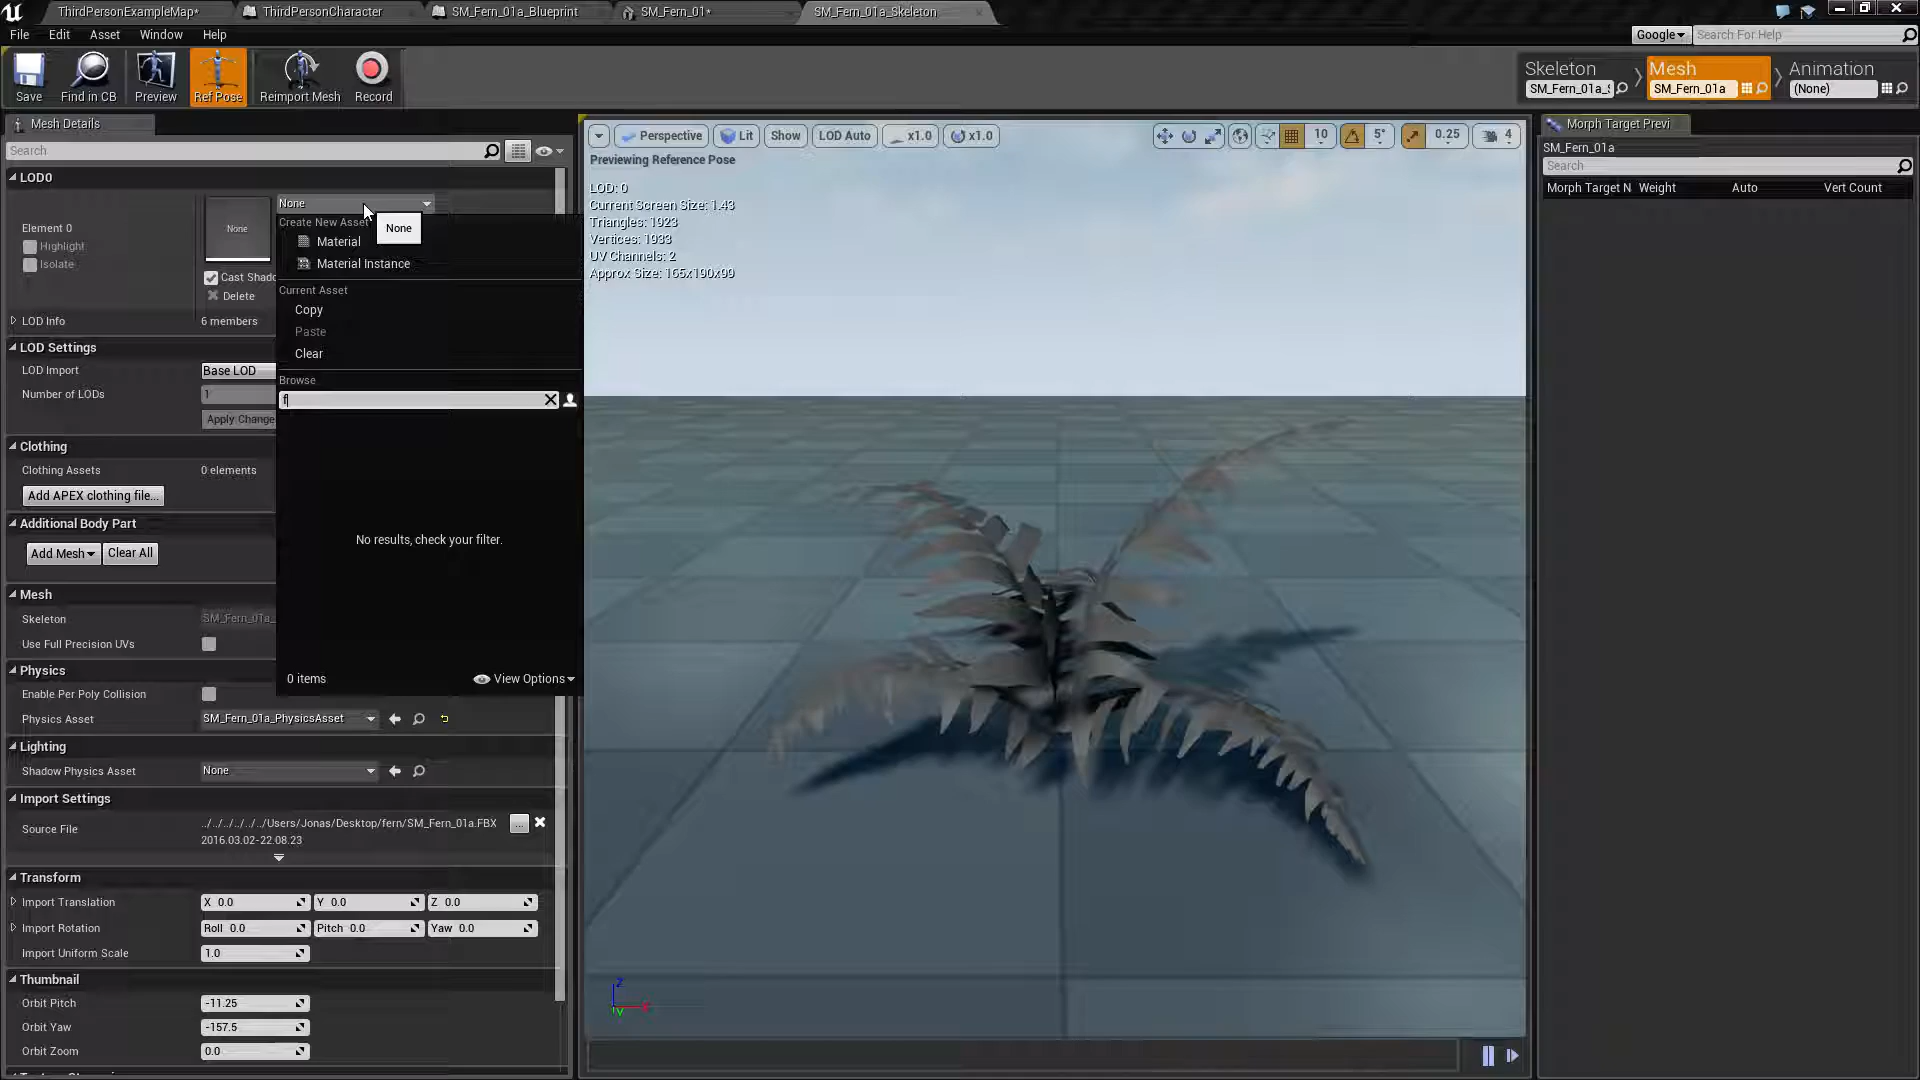 ThirdPersonExampleMap*
ThirdPersonCharacter
SM_Fern_01a_Blueprint
SM_Fern_01*
SM_Fern_01a_Skeleton
File
Edit
Asset
Window
Help
Google
Search For Help
Save
Find in CB
Preview
Ref Pose
Reimport Mesh
Record
Skeleton
Mesh
SM_Fern_01a
Animation
(None)
Mesh Details
Search
LOD0
None
None
Element 0
Highlight
Isolate
Cast Shado
Delete
LOD Info
6 members
None
Create New Asset
Material
Material Instance
Current Asset
Copy
Paste
Clear
Browse
f
No results, check your filter.
0 items
View Options
LOD Settings
LOD Import
Base LOD
Number of LODs
1
Apply Change
Clothing
Clothing Assets
0 elements
Add APEX clothing file...
Additional Body Part
Add Mesh
Clear All
Mesh
Skeleton
SM_Fern_01a_
Use Full Precision UVs
Physics
Enable Per Poly Collision
Physics Asset
SM_Fern_01a_PhysicsAsset
Lighting
Shadow Physics Asset
None
Import Settings
Source File
../../../../../../Users/Jonas/Desktop/fern/SM_Fern_01a.FBX
...
2016.03.02-22.08.23
Transform
Import Translation
X 0.0
Y 0.0
Z 0.0
Import Rotation
Roll 0.0
Pitch 0.0
Yaw 0.0
Import Uniform Scale
1.0
Thumbnail
Orbit Pitch
-11.25
Orbit Yaw
-157.5
Orbit Zoom
0.0
Perspective
Lit
Show
LOD Auto
x1.0
x1.0
10
5°
0.25
4
Previewing Reference Pose
LOD: 0
Current Screen Size: 1.43
Triangles: 1923
Vertices: 1933
UV Channels: 2
Approx Size: 165x190x99
Z
Y
Morph Target Previ
SM_Fern_01a
Search
Morph Target N
Weight
Auto
Vert Count